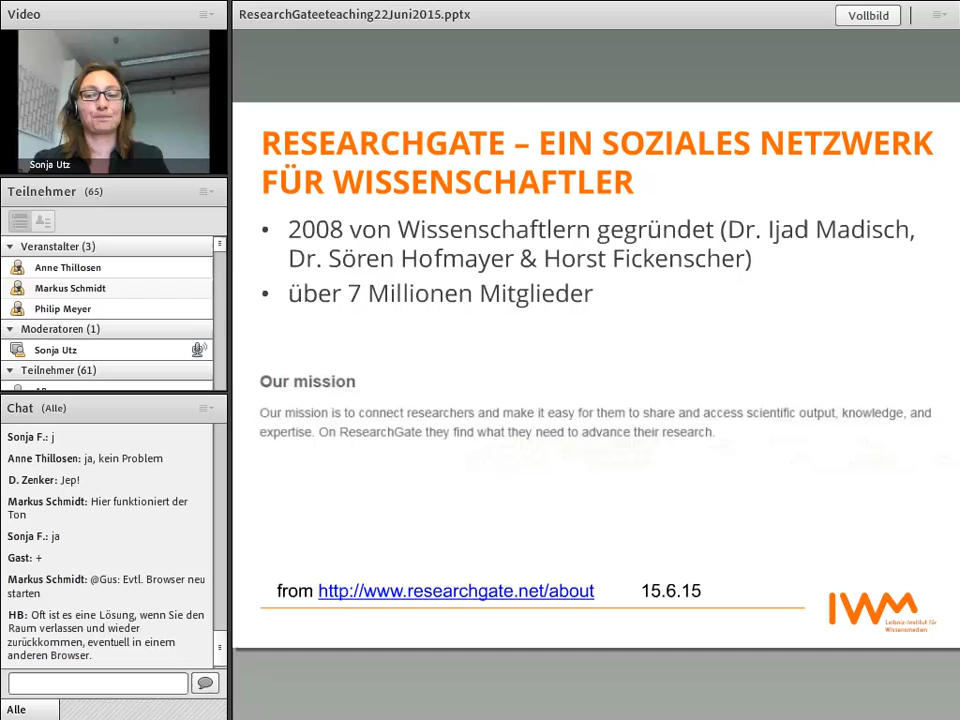 Video
Sonja Utz
Teilnehmer (65)
Veranstalter (3)
Anne Thillosen
Markus Schmidt
Philip Meyer
Moderatoren (1)
Sonja Utz
Teilnehmer (61)
Chat (Alle)
Sonja F.: j
Anne Thillosen: ja, kein Problem
D. Zenker: Jep!
Markus Schmidt: Hier funktioniert der
Ton
Sonja F.: ja
Gast: +
Markus Schmidt: @Gus: Evtl. Browser neu
starten
HB: Oft ist es eine Lösung, wenn Sie den
Raum verlassen und wieder
zurückkommen, eventuell in einem
anderen Browser.
Alle
ResearchGateeteaching22Juni2015.pptx
Vollbild
RESEARCHGATE – EIN SOZIALES NETZWERK
FÜR WISSENSCHAFTLER
• 2008 von Wissenschaftlern gegründet (Dr. Ijad Madisch,
Dr. Sören Hofmayer & Horst Fickenscher)
• über 7 Millionen Mitglieder
Our mission
Our mission is to connect researchers and make it easy for them to share and access scientific output, knowledge, and
expertise. On ResearchGate they find what they need to advance their research.
from http://www.researchgate.net/about 15.6.15
IWM
Leibniz-Institut für
Wissensmedien